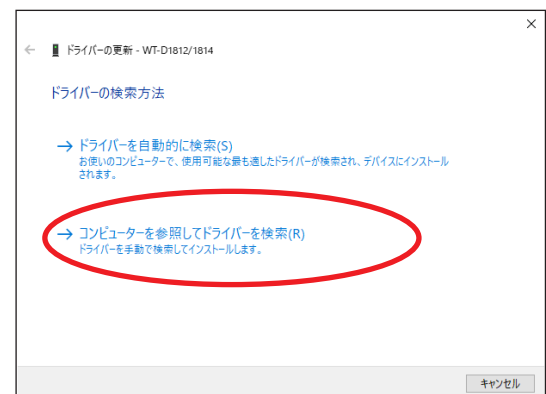 ドライバーの更新 - WT-D1812/1814
ドライバーの検索方法
→ ドライバーを自動的に検索(S)
お使いのコンピューターで、使用可能な最も適したドライバーが検索され、デバイスにインストール
されます。
→ コンピューターを参照してドライバーを検索(R)
ドライバーを手動で検索してインストールします。
キャンセル